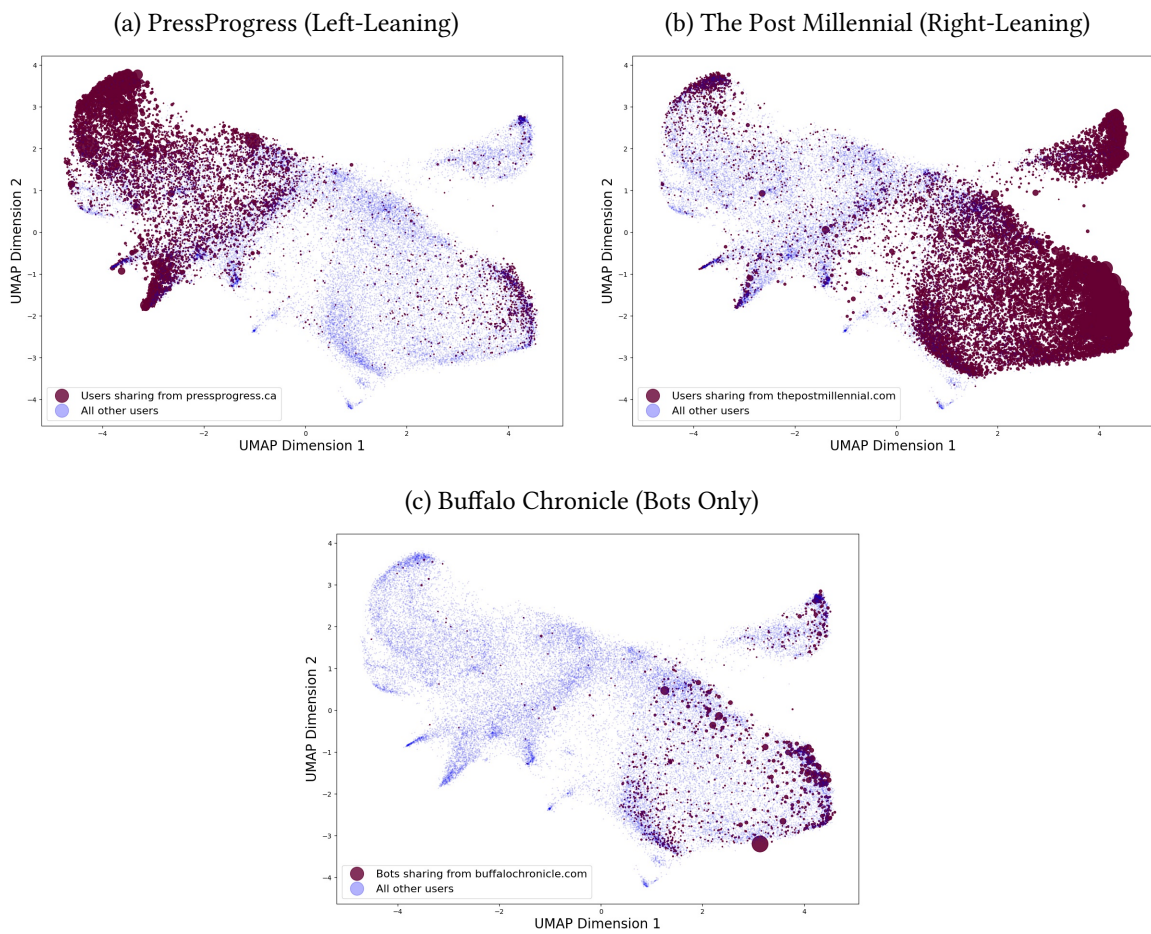 (a) PressProgress (Left-Leaning)
4
3
2
1
0
−1
−2
−3
−4
UMAP Dimension 2
Users sharing from pressprogress.ca
All other users
−4 −2 0 2 4
UMAP Dimension 1
(b) The Post Millennial (Right-Leaning)
4
3
2
1
0
−1
−2
−3
−4
UMAP Dimension 2
Users sharing from thepostmillennial.com
All other users
−4 −2 0 2 4
UMAP Dimension 1
(c) Buffalo Chronicle (Bots Only)
4
3
2
1
0
−1
−2
−3
−4
UMAP Dimension 2
Bots sharing from buffalochronicle.com
All other users
−4 −2 0 2 4
UMAP Dimension 1